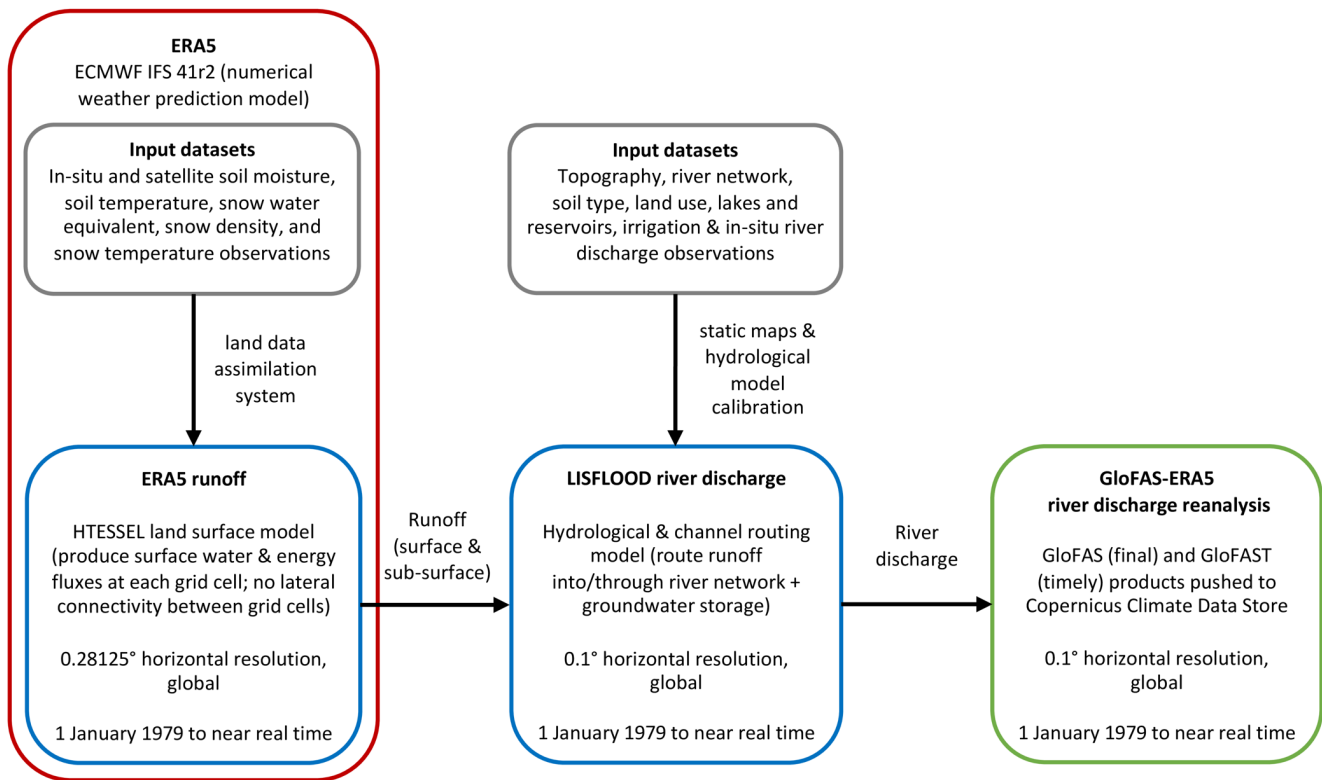 ERA5
ECMWF IFS 41r2 (numerical
weather prediction model)
Input datasets
In-situ and satellite soil moisture,
soil temperature, snow water
equivalent, snow density, and
snow temperature observations
land data
assimilation
system
ERA5 runoff
HTESSEL land surface model
(produce surface water & energy
fluxes at each grid cell; no lateral
connectivity between grid cells)
0.28125° horizontal resolution,
global
1 January 1979 to near real time
Runoff
(surface &
sub-surface)
Input datasets
Topography, river network,
soil type, land use, lakes and
reservoirs, irrigation & in-situ river
discharge observations
static maps &
hydrological
model
calibration
LISFLOOD river discharge
Hydrological & channel routing
model (route runoff
into/through river network +
groundwater storage)
0.1° horizontal resolution,
global
1 January 1979 to near real time
River
discharge
GloFAS-ERA5
river discharge reanalysis
GloFAS (final) and GloFAST
(timely) products pushed to
Copernicus Climate Data Store
0.1° horizontal resolution,
global
1 January 1979 to near real time